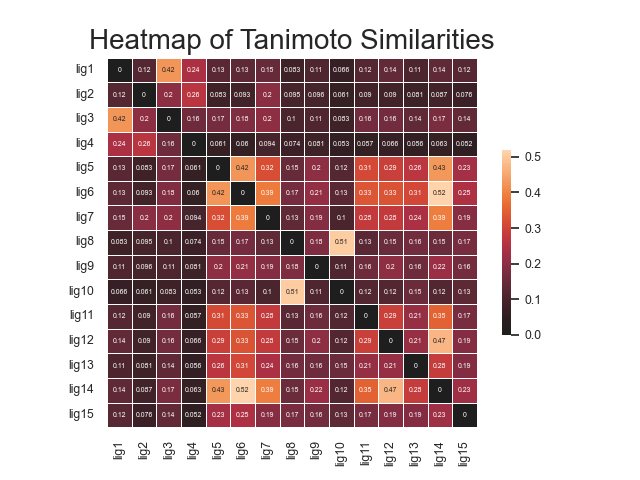 Heatmap of Tanimoto Similarities
lig1 0 0.12 0.42 0.24 0.13 0.13 0.15 0.083 0.11 0.066 0.12 0.14 0.11 0.14 0.12
lig2 0.12 0 0.2 0.26 0.083 0.093 0.2 0.095 0.096 0.061 0.09 0.09 0.081 0.087 0.076
lig3 0.42 0.2 0 0.16 0.17 0.18 0.2 0.1 0.11 0.083 0.16 0.16 0.14 0.17 0.14
lig4 0.24 0.26 0.16 0 0.061 0.06 0.094 0.074 0.081 0.053 0.057 0.066 0.056 0.063 0.052
lig5 0.13 0.083 0.17 0.061 0 0.42 0.32 0.15 0.2 0.12 0.31 0.29 0.26 0.43 0.23
lig6 0.13 0.093 0.18 0.06 0.42 0 0.39 0.17 0.21 0.13 0.33 0.33 0.31 0.52 0.25
lig7 0.15 0.2 0.2 0.094 0.32 0.39 0 0.13 0.19 0.1 0.28 0.28 0.24 0.39 0.19
lig8 0.083 0.095 0.1 0.074 0.15 0.17 0.13 0 0.18 0.51 0.13 0.15 0.16 0.15 0.17
lig9 0.11 0.096 0.11 0.081 0.2 0.21 0.19 0.18 0 0.11 0.16 0.2 0.16 0.22 0.16
lig10 0.066 0.061 0.083 0.053 0.12 0.13 0.1 0.51 0.11 0 0.12 0.12 0.15 0.12 0.13
lig11 0.12 0.09 0.16 0.057 0.31 0.33 0.28 0.13 0.16 0.12 0 0.29 0.21 0.35 0.17
lig12 0.14 0.09 0.16 0.066 0.29 0.33 0.28 0.15 0.2 0.12 0.29 0 0.21 0.47 0.19
lig13 0.11 0.081 0.14 0.056 0.26 0.31 0.24 0.16 0.16 0.15 0.21 0.21 0 0.28 0.19
lig14 0.14 0.087 0.17 0.063 0.43 0.52 0.39 0.15 0.22 0.12 0.35 0.47 0.28 0 0.23
lig15 0.12 0.076 0.14 0.052 0.23 0.25 0.19 0.17 0.16 0.13 0.17 0.19 0.19 0.23 0
lig1 lig2 lig3 lig4 lig5 lig6 lig7 lig8 lig9 lig10 lig11 lig12 lig13 lig14 lig15
0.5
0.4
0.3
0.2
0.1
0.0